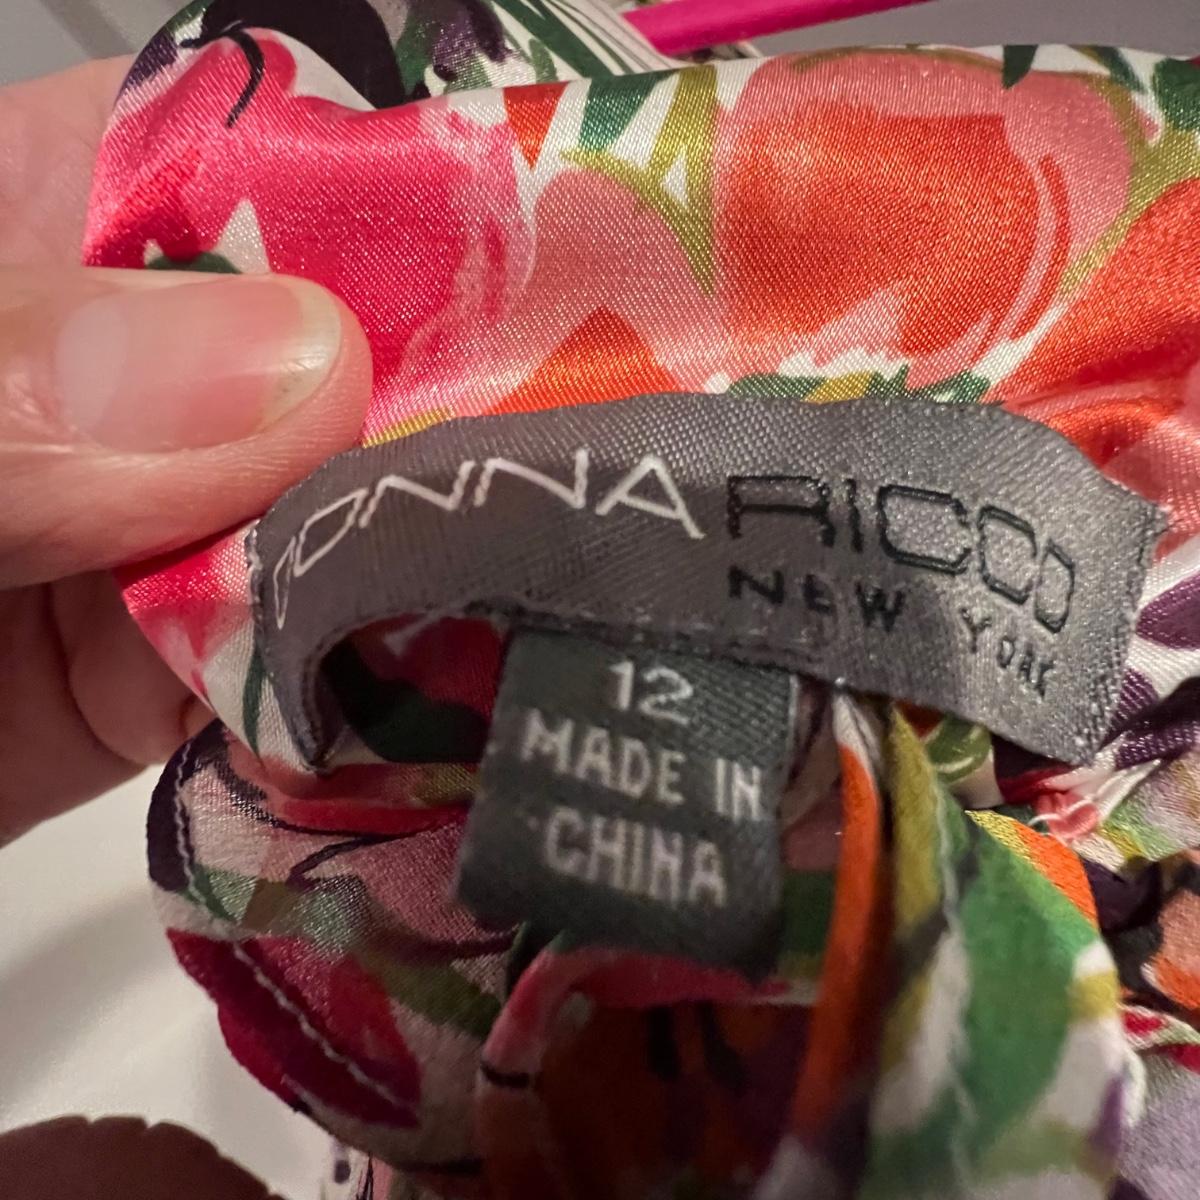 DONNA RICCO
NEW YORK
12
MADE IN
CHINA